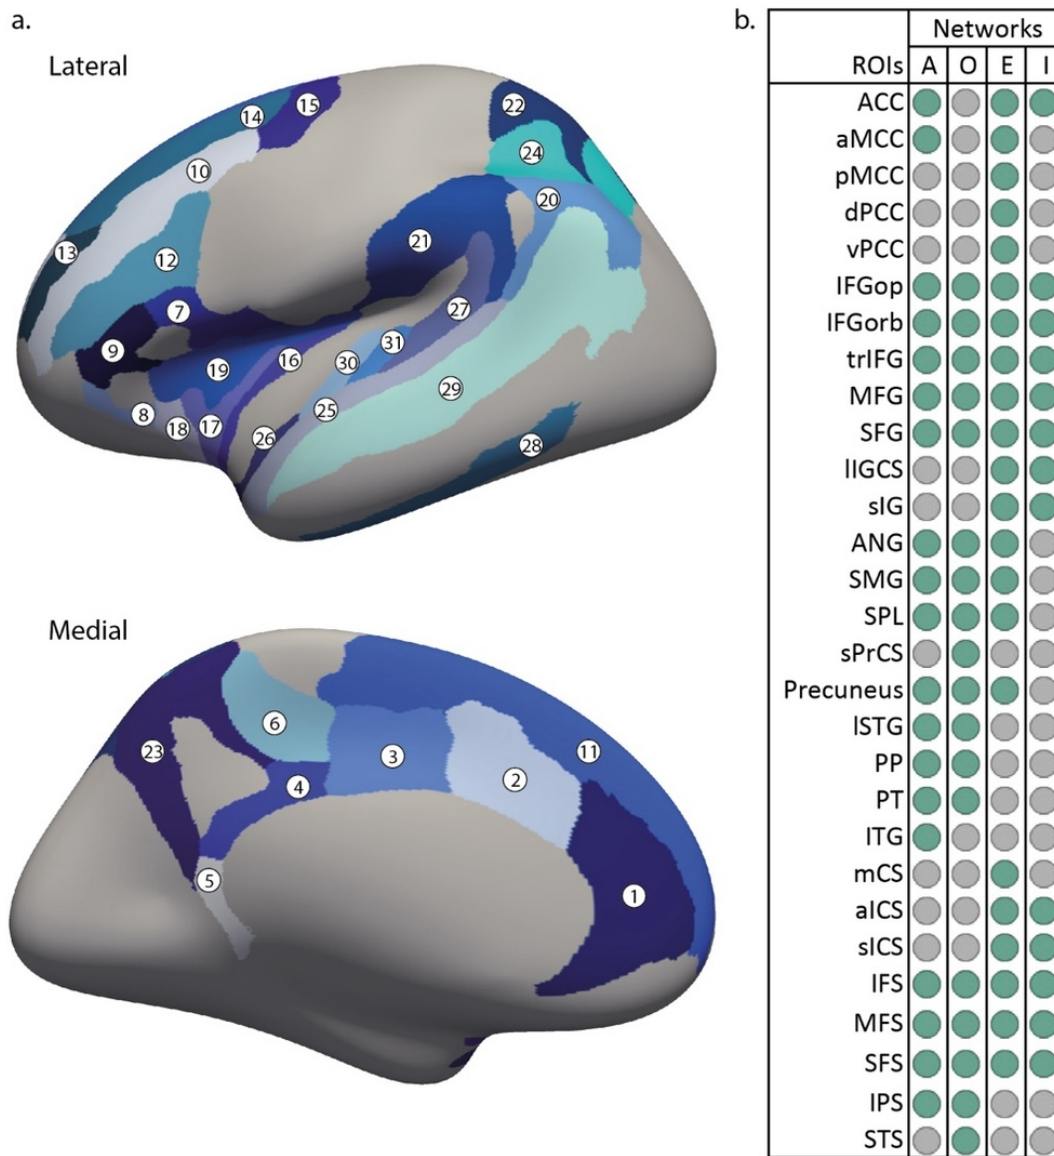 a.
Lateral
15
14
22
24
10
20
21
13
12
7
27
9
31
16
30
19
29
8
25
18
17
26
28
Medial
6
11
23
3
2
4
5
1
b.
Networks
ROIs A O E I
ACC
aMCC
pMCC
dPCC
vPCC
IFGop
IFGorb
trIFG
MFG
SFG
lIGCS
sIG
ANG
SMG
SPL
sPrCS
Precuneus
lSTG
PP
PT
ITG
mCS
aICS
sICS
IFS
MFS
SFS
IPS
STS